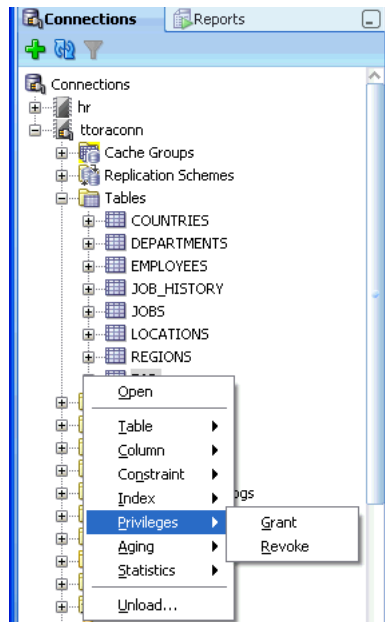 Connections Reports
Connections
hr
ttoraconn
Cache Groups
Replication Schemes
Tables
COUNTRIES
DEPARTMENTS
EMPLOYEES
JOB_HISTORY
JOBS
LOCATIONS
REGIONS
Open
Table
Column
Constraint
Index
Privileges Grant
Aging Revoke
Statistics
Unload...